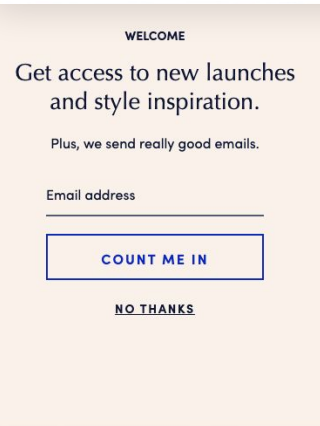 WELCOME
Get access to new launches
and style inspiration.
Plus, we send really good emails.
Email address
COUNT ME IN
NO THANKS